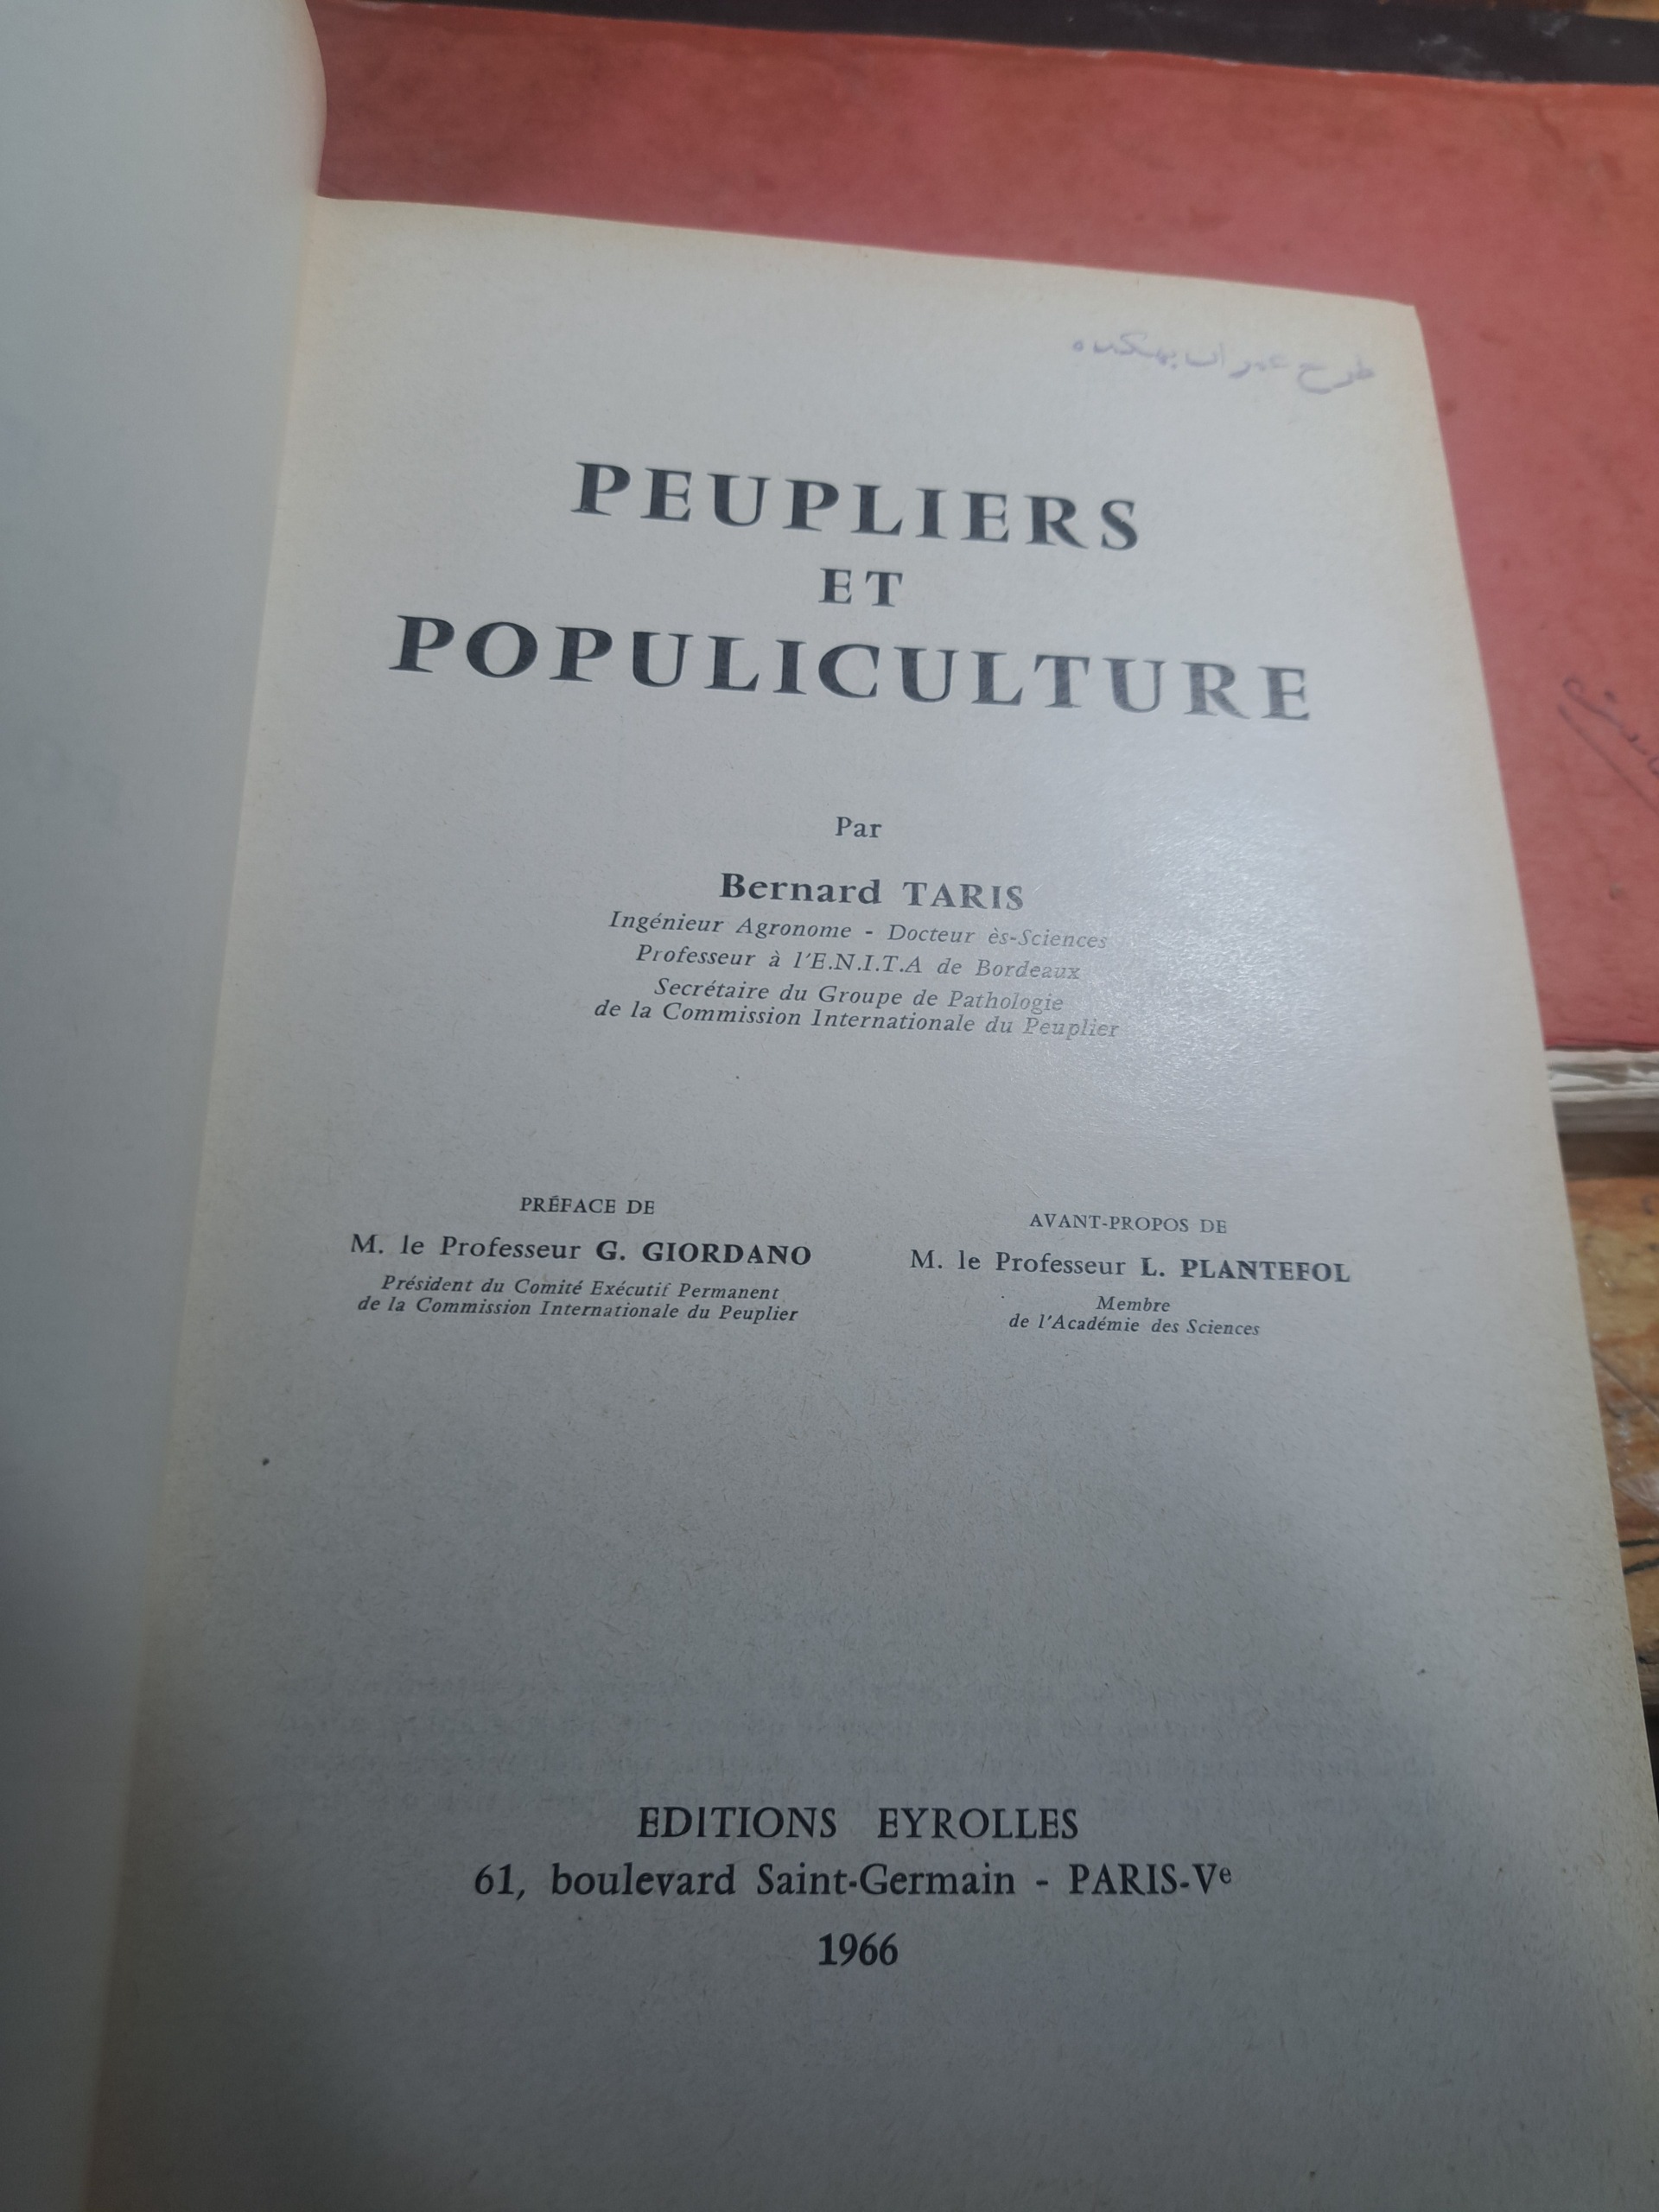 طرح عمران بهکده
PEUPLIERS
ET
POPULICULTURE
Par
Bernard TARIS
Ingénieur Agronome - Docteur ès-Sciences
Professeur à l'E.N.I.T.A de Bordeaux
Secrétaire du Groupe de Pathologie
de la Commission Internationale du Peuplier
PRÉFACE DE
M. le Professeur G. GIORDANO
Président du Comité Exécutif Permanent
de la Commission Internationale du Peuplier
AVANT-PROPOS DE
M. le Professeur L. PLANTEFOL
Membre
de l'Académie des Sciences
EDITIONS EYROLLES
61, boulevard Saint-Germain - PARIS-Ve
1966